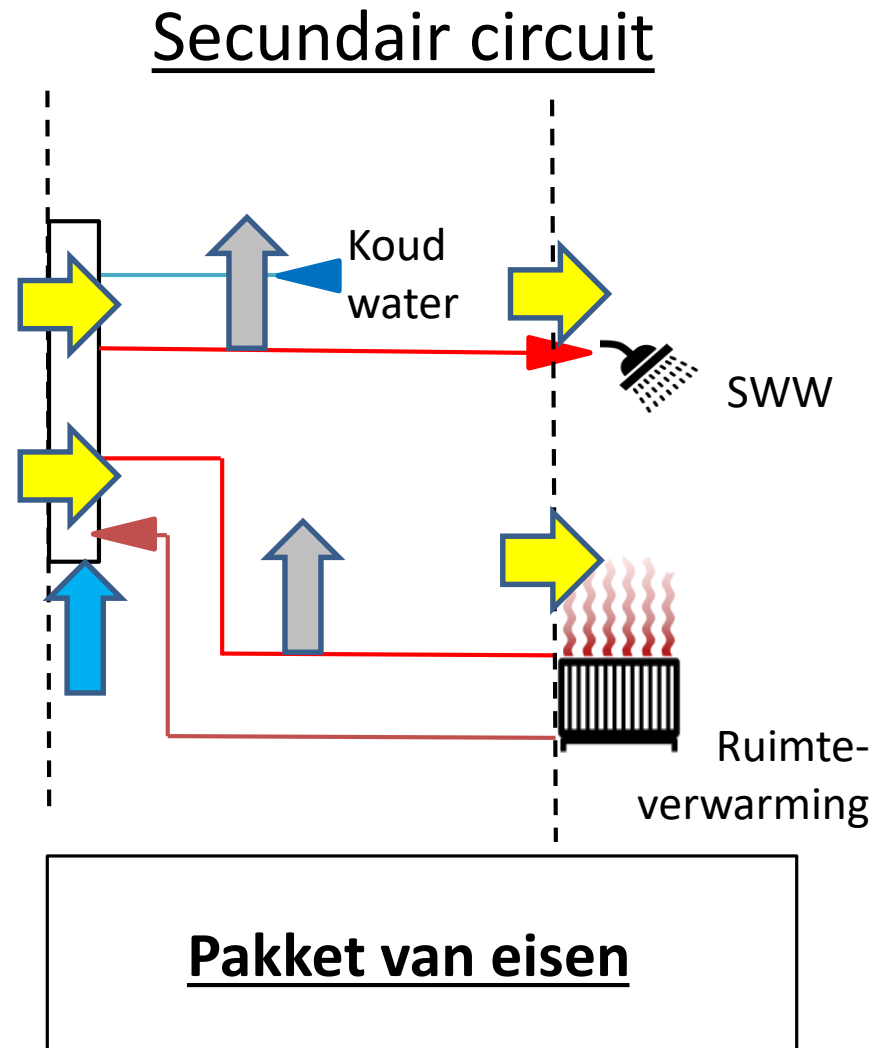 Secundair circuit
Koud
water
SWW
Ruimte-
verwarming
Pakket van eisen